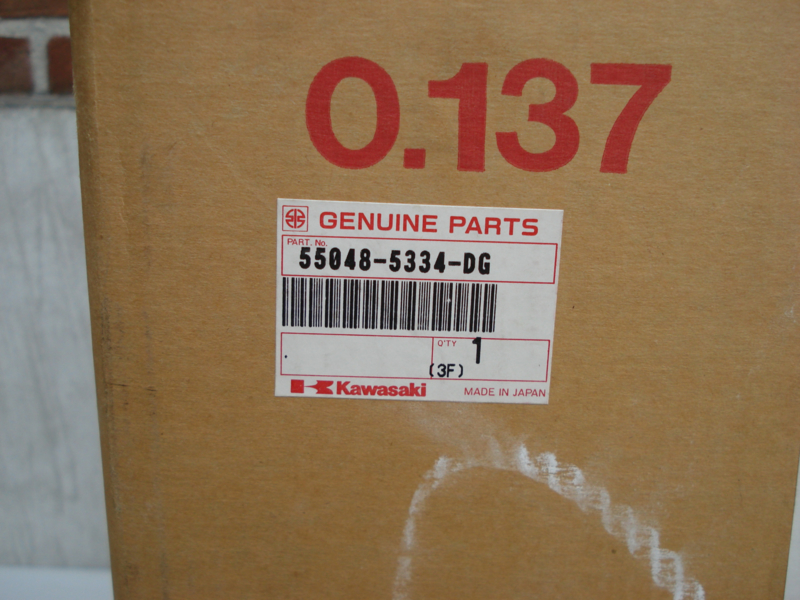 0.137
GENUINE PARTS
PART. No.
55048-5334-DG
Q'TY 1
(3F)
Kawasaki
MADE IN JAPAN